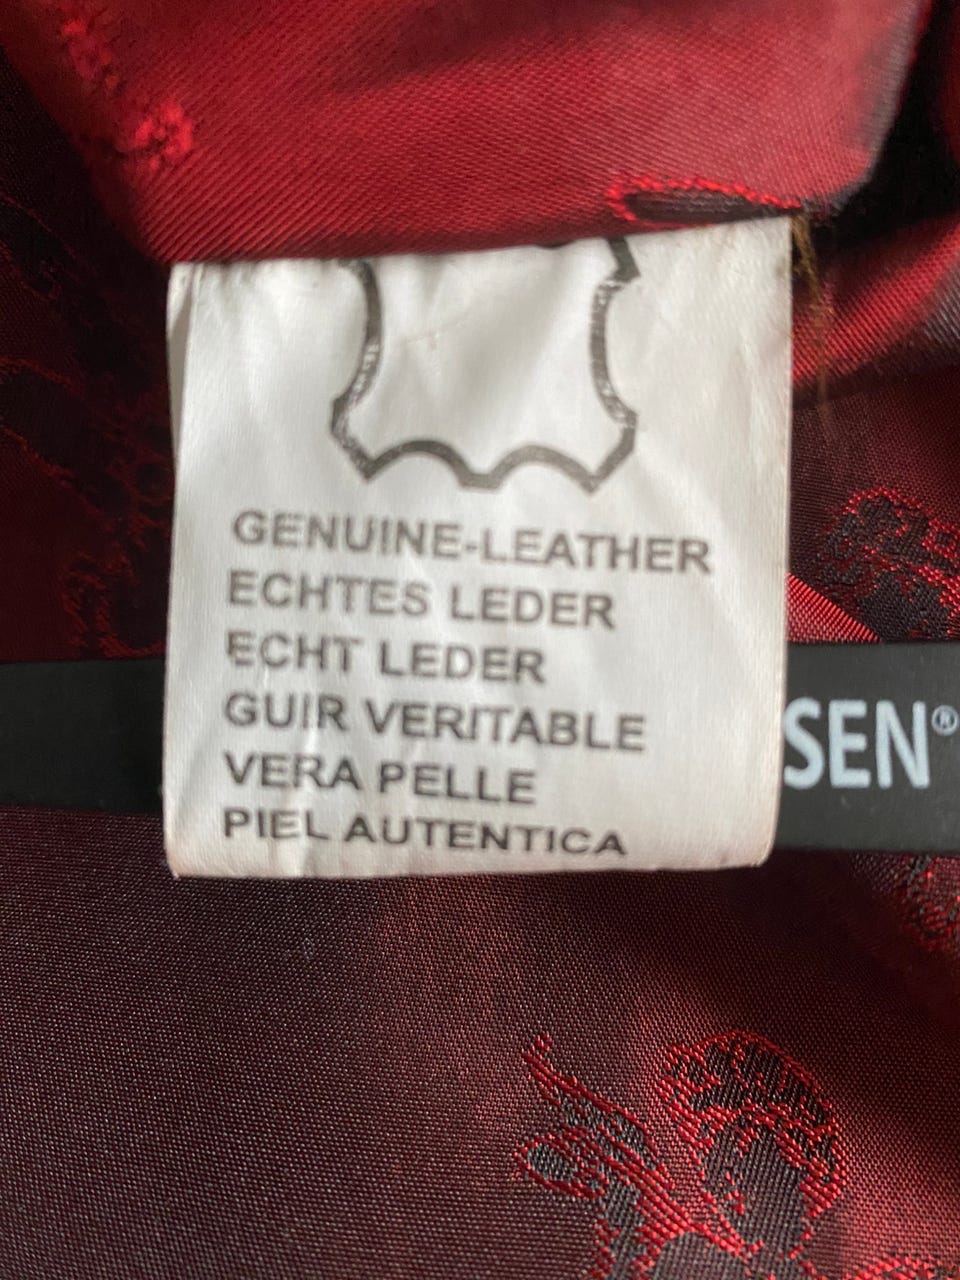 GENUINE-LEATHER
ECHTES LEDER
ECHT LEDER
GUIR VERITABLE
SEN®
VERA PELLE
PIEL AUTENTICA